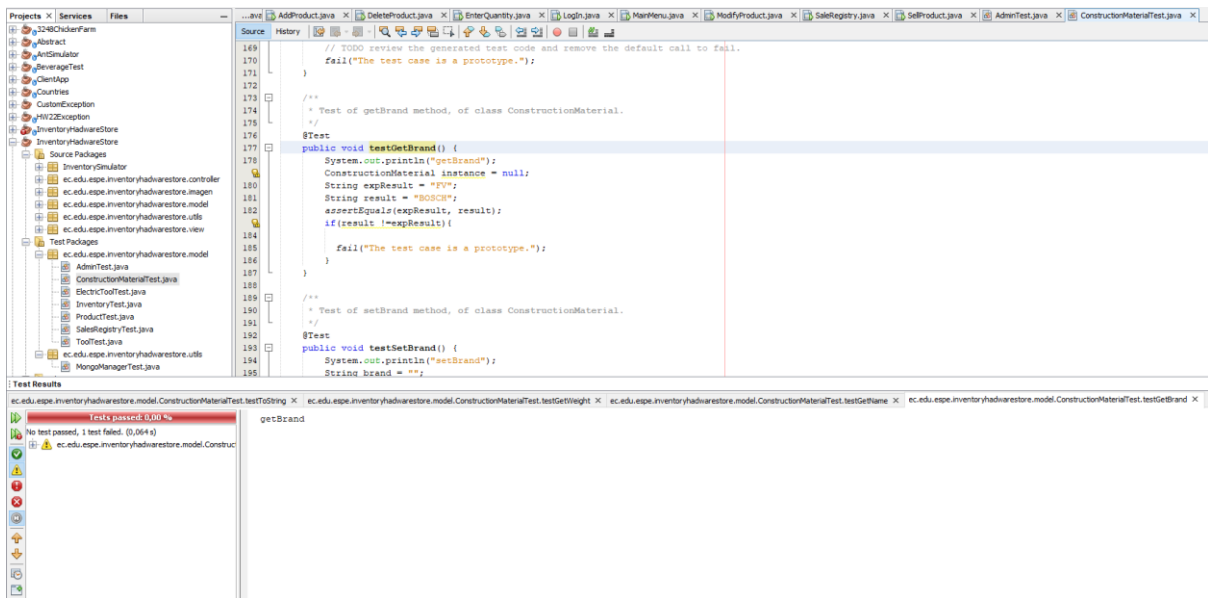 Projects × Services Files
3248ChickenFarm
Abstract
AntSimulator
BeverageTest
ClientApp
Countries
CustomException
HW22Exception
InventoryHadwareStore
InventoryHadwareStore
Source Packages
InventorySimulator
ec.edu.espe.inventoryhadwarestore.controller
ec.edu.espe.inventoryhadwarestore.imagen
ec.edu.espe.inventoryhadwarestore.model
ec.edu.espe.inventoryhadwarestore.utils
ec.edu.espe.inventoryhadwarestore.view
Test Packages
ec.edu.espe.inventoryhadwarestore.model
AdminTest.java
ConstructionMaterialTest.java
ElectricToolTest.java
InventoryTest.java
ProductTest.java
SalesRegistryTest.java
ToolTest.java
ec.edu.espe.inventoryhadwarestore.utils
MongoManagerTest.java
...ava AddProduct.java × DeleteProduct.java × EnterQuantity.java × LogIn.java × MainMenu.java × ModifyProduct.java × SaleRegistry.java × SellProduct.java × AdminTest.java × ConstructionMaterialTest.java ×
Source History
169 // TODO review the generated test code and remove the default call to fail.
170 fail("The test case is a prototype.");
171 }
172
173 /**
174 * Test of getBrand method, of class ConstructionMaterial.
175 */
176 @Test
177 public void testGetBrand() {
178 System.out.println("getBrand");
ConstructionMaterial instance = null;
180 String expResult = "FV";
181 String result = "BOSCH";
182 assertEquals(expResult, result);
if(result !=expResult){
184
185 fail("The test case is a prototype.");
186 }
187 }
188
189 /**
190 * Test of setBrand method, of class ConstructionMaterial.
191 */
192 @Test
193 public void testSetBrand() {
194 System.out.println("setBrand");
195 String brand = "";
Test Results
ec.edu.espe.inventoryhadwarestore.model.ConstructionMaterialTest.testToString × ec.edu.espe.inventoryhadwarestore.model.ConstructionMaterialTest.testGetWeight × ec.edu.espe.inventoryhadwarestore.model.ConstructionMaterialTest.testGetName × ec.edu.espe.inventoryhadwarestore.model.ConstructionMaterialTest.testGetBrand ×
Tests passed: 0,00 %
No test passed, 1 test failed. (0,064 s)
ec.edu.espe.inventoryhadwarestore.model.Construc
getBrand